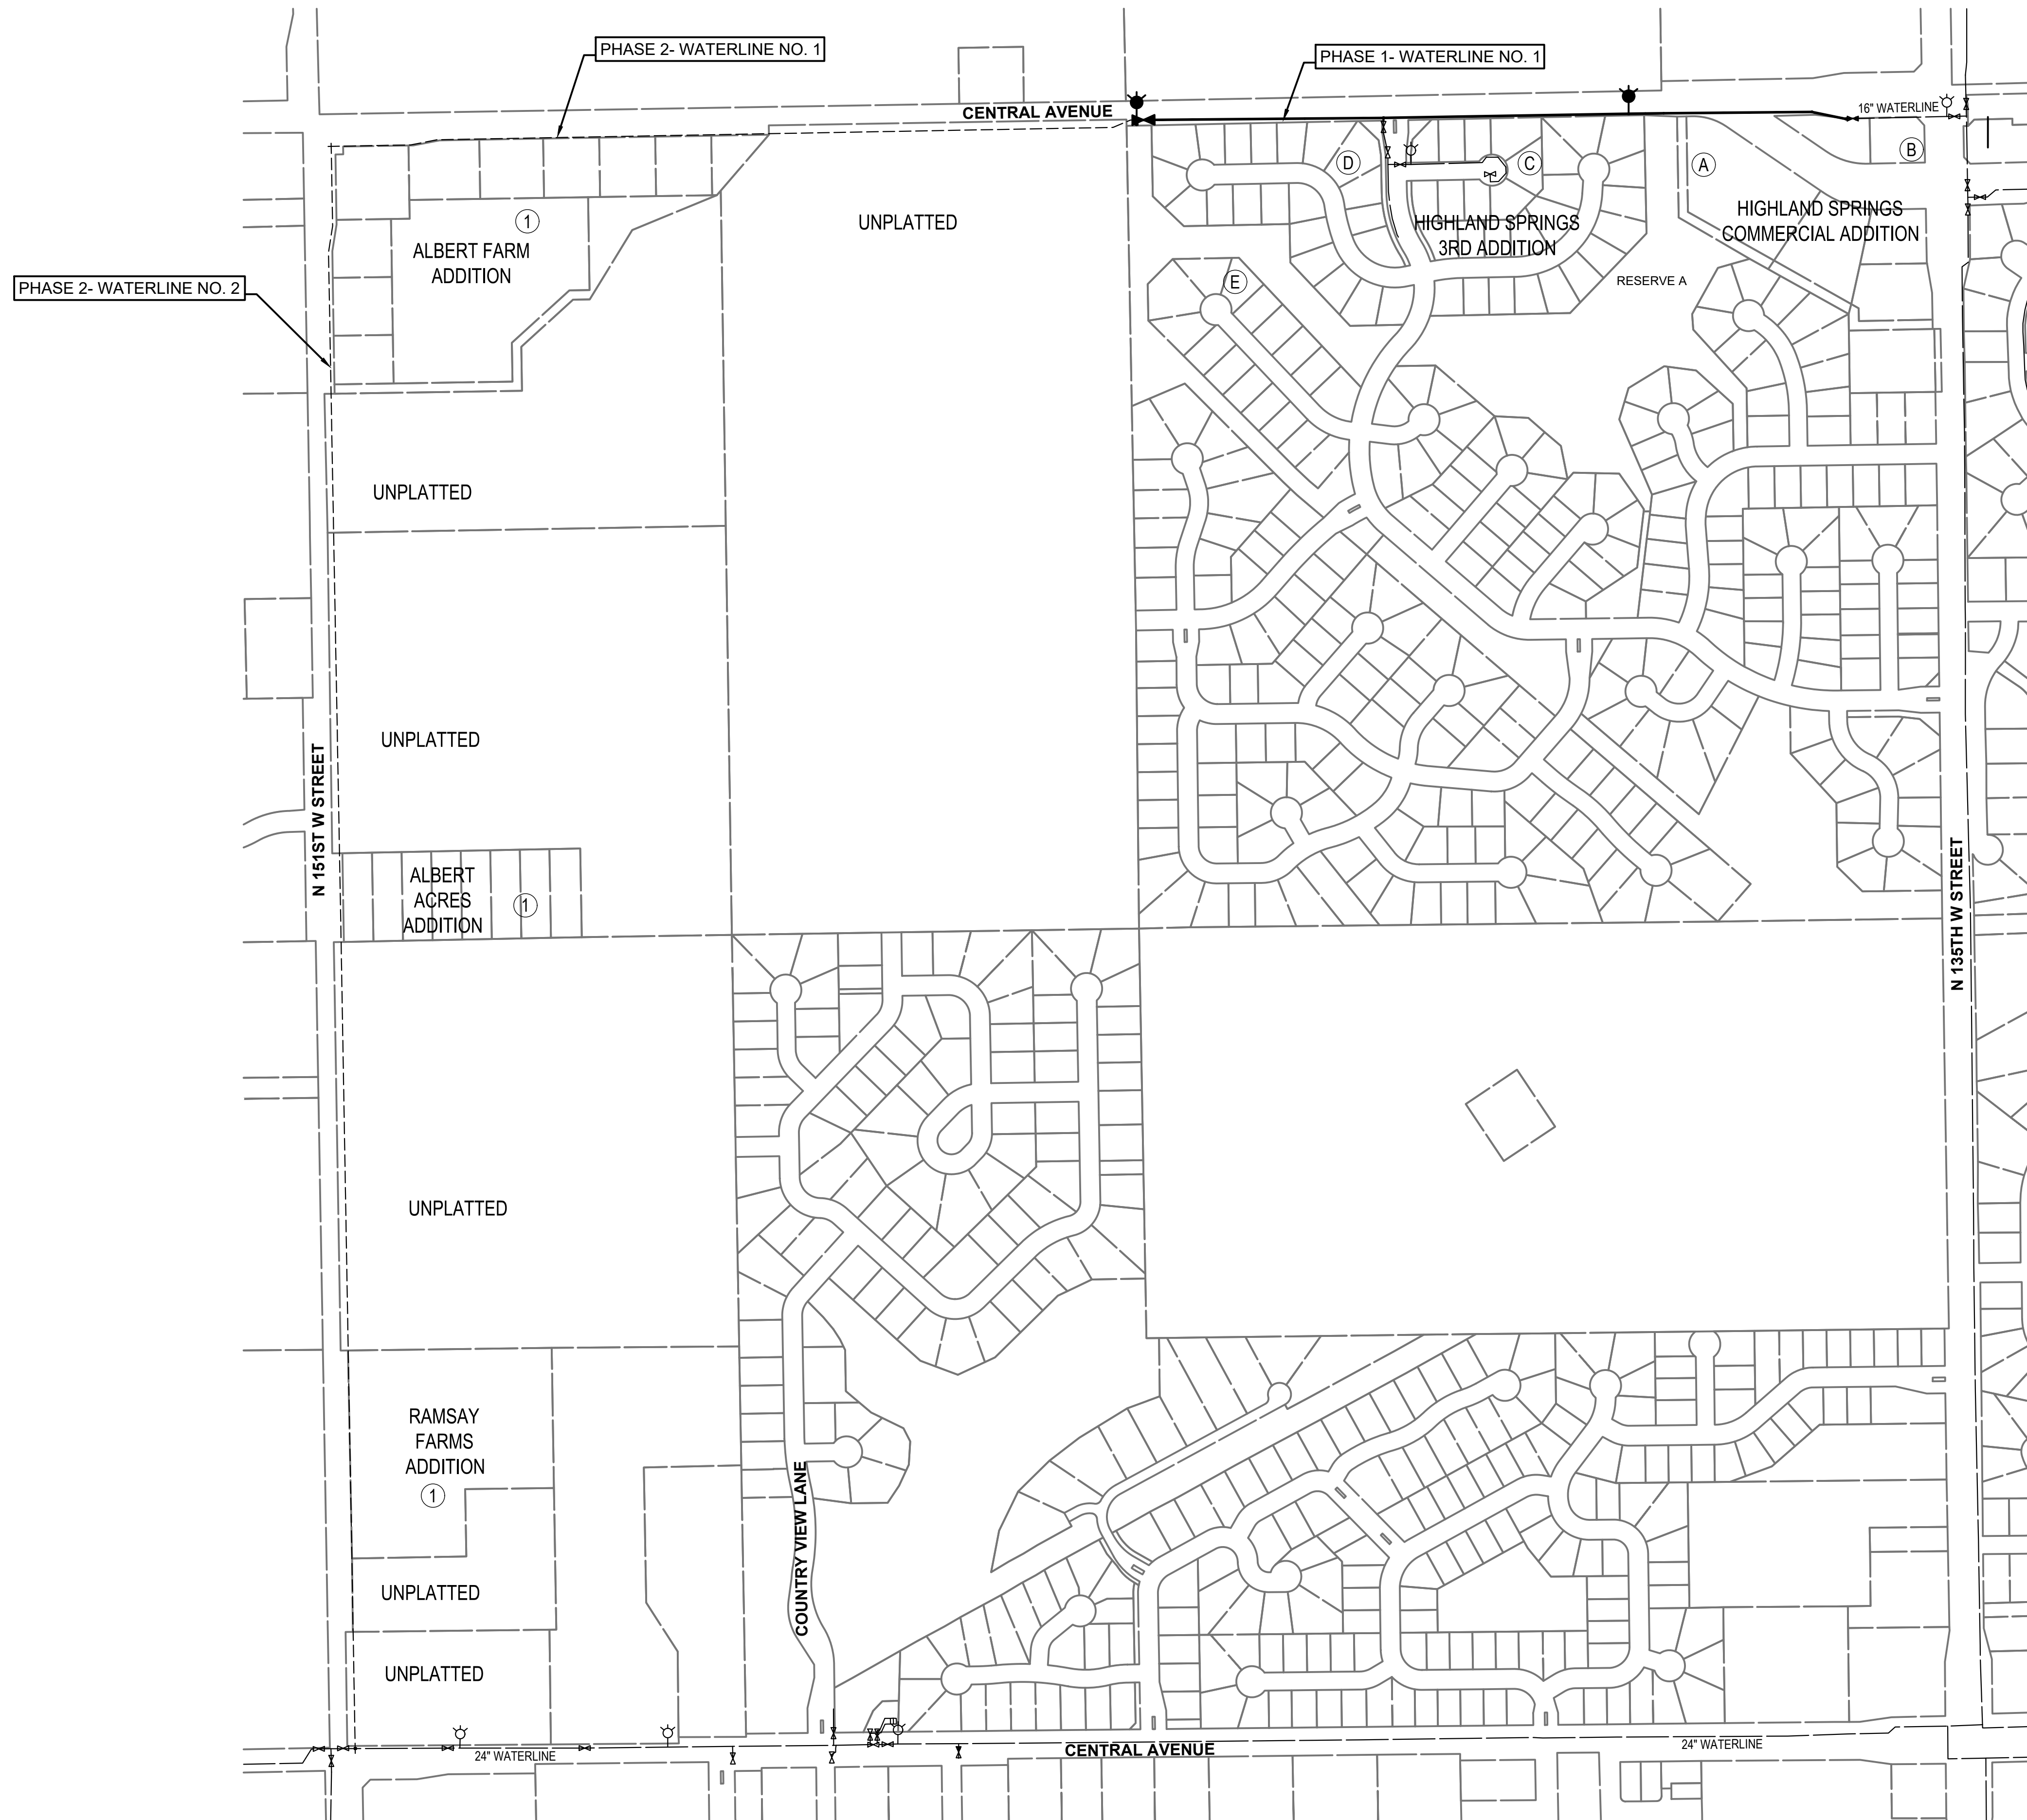 PHASE 2- WATERLINE NO. 1
PHASE 1- WATERLINE NO. 1
CENTRAL AVENUE
16" WATERLINE
D
C
A
B
1
ALBERT FARM
ADDITION
UNPLATTED
HIGHLAND SPRINGS
3RD ADDITION
HIGHLAND SPRINGS
COMMERCIAL ADDITION
E
RESERVE A
PHASE 2- WATERLINE NO. 2
UNPLATTED
UNPLATTED
N 151ST W STREET
ALBERT
ACRES
ADDITION
1
N 135TH W STREET
UNPLATTED
RAMSAY
FARMS
ADDITION
1
COUNTRY VIEW LANE
UNPLATTED
UNPLATTED
24" WATERLINE
CENTRAL AVENUE
24" WATERLINE